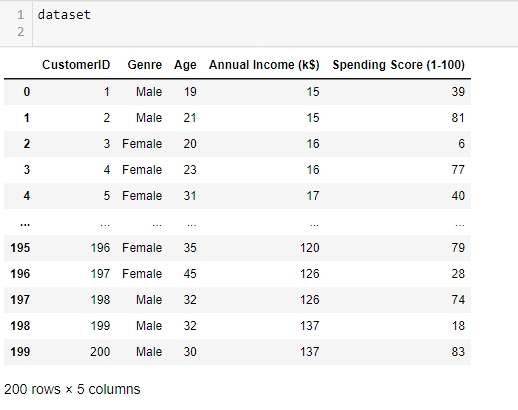 1 dataset
2
CustomerID Genre Age Annual Income (k$) Spending Score (1-100)
0 1 Male 19 15 39
1 2 Male 21 15 81
2 3 Female 20 16 6
3 4 Female 23 16 77
4 5 Female 31 17 40
... ... ... ... ... ...
195 196 Female 35 120 79
196 197 Female 45 126 28
197 198 Male 32 126 74
198 199 Male 32 137 18
199 200 Male 30 137 83
200 rows × 5 columns